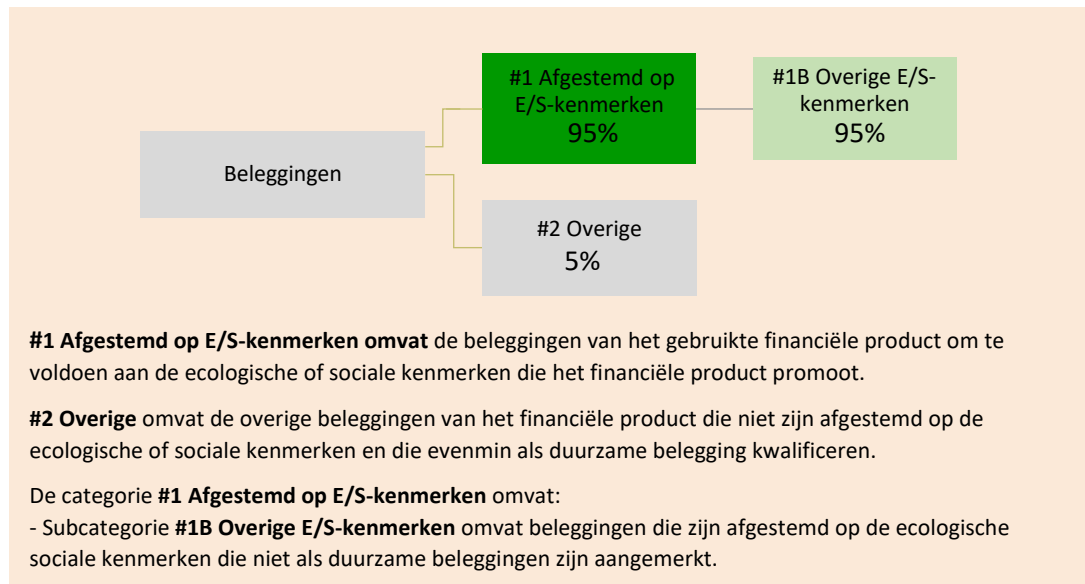 #1 Afgestemd op
E/S-kenmerken
95%
#1B Overige E/S-
kenmerken
95%
Beleggingen
#2 Overige
5%
#1 Afgestemd op E/S-kenmerken omvat de beleggingen van het gebruikte financiële product om te
voldoen aan de ecologische of sociale kenmerken die het financiële product promoot.
#2 Overige omvat de overige beleggingen van het financiële product die niet zijn afgestemd op de
ecologische of sociale kenmerken en die evenmin als duurzame belegging kwalificeren.
De categorie #1 Afgestemd op E/S-kenmerken omvat:
- Subcategorie #1B Overige E/S-kenmerken omvat beleggingen die zijn afgestemd op de ecologische
sociale kenmerken die niet als duurzame beleggingen zijn aangemerkt.